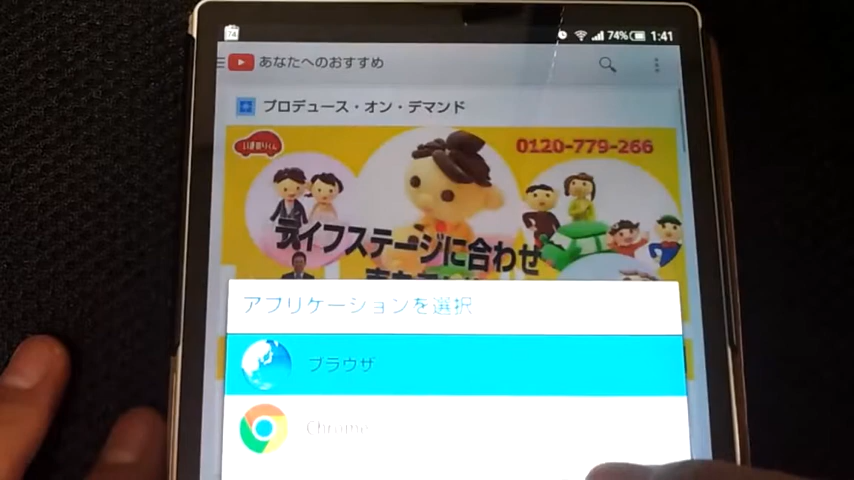 74
74% 1:41
あなたへのおすすめ
プロデュース・オン・デマンド
0120-779-266
ライフステージに合わせ
アプリケーションを選択
ブラウザ
Chrome